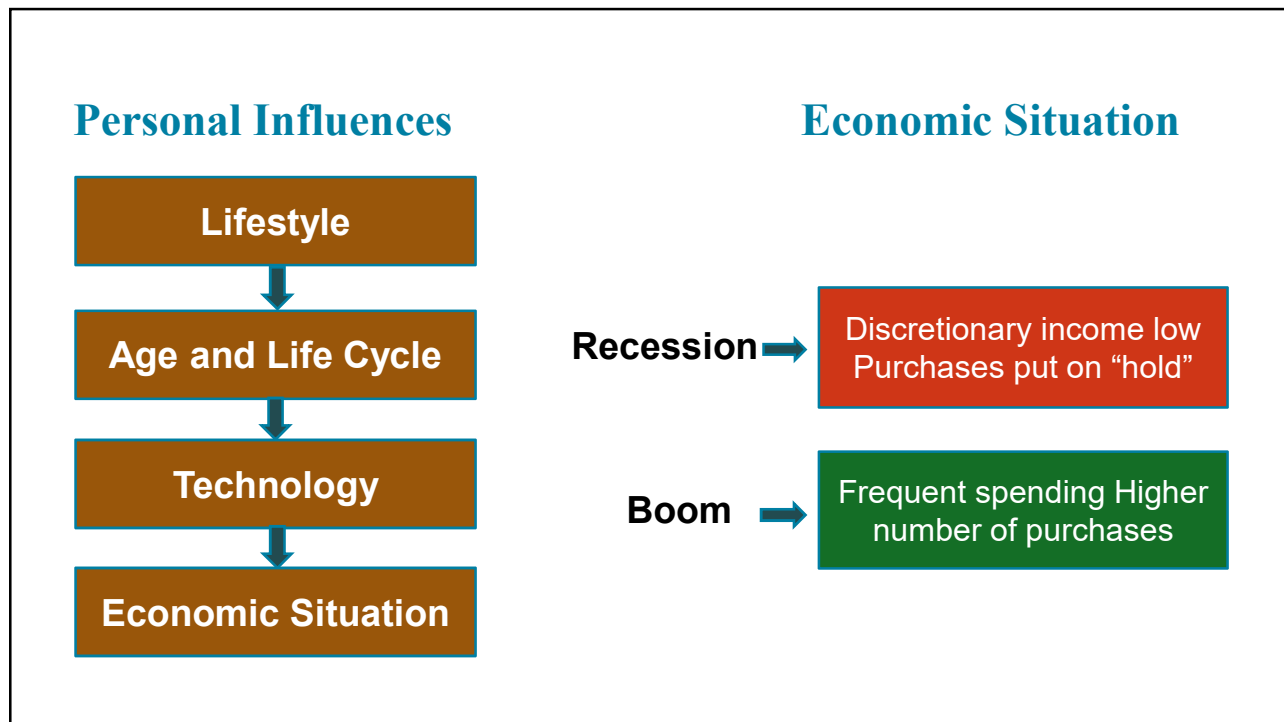 Personal Influences
Lifestyle
Age and Life Cycle
Technology
Economic Situation
Economic Situation
Recession
Discretionary income low
Purchases put on “hold”
Boom
Frequent spending Higher
number of purchases